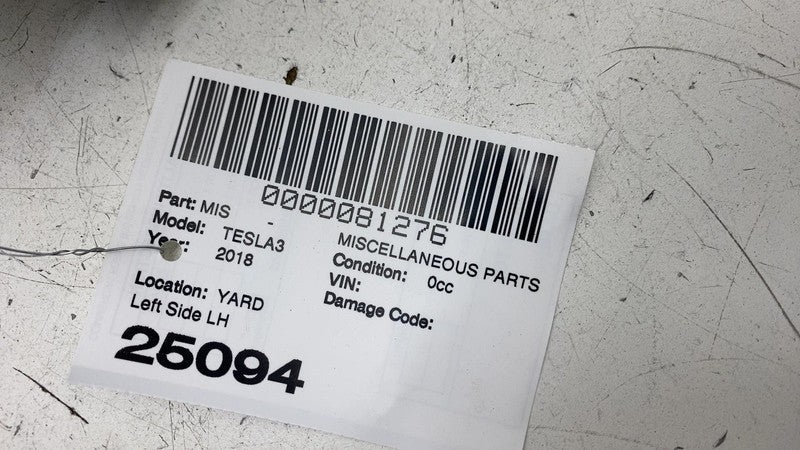 0000081276
Part: MIS - MISCELLANEOUS PARTS
Model: TESLA3 Condition: 0cc
Year: 2018 VIN:
Damage Code:
Location: YARD
Left Side LH
25094